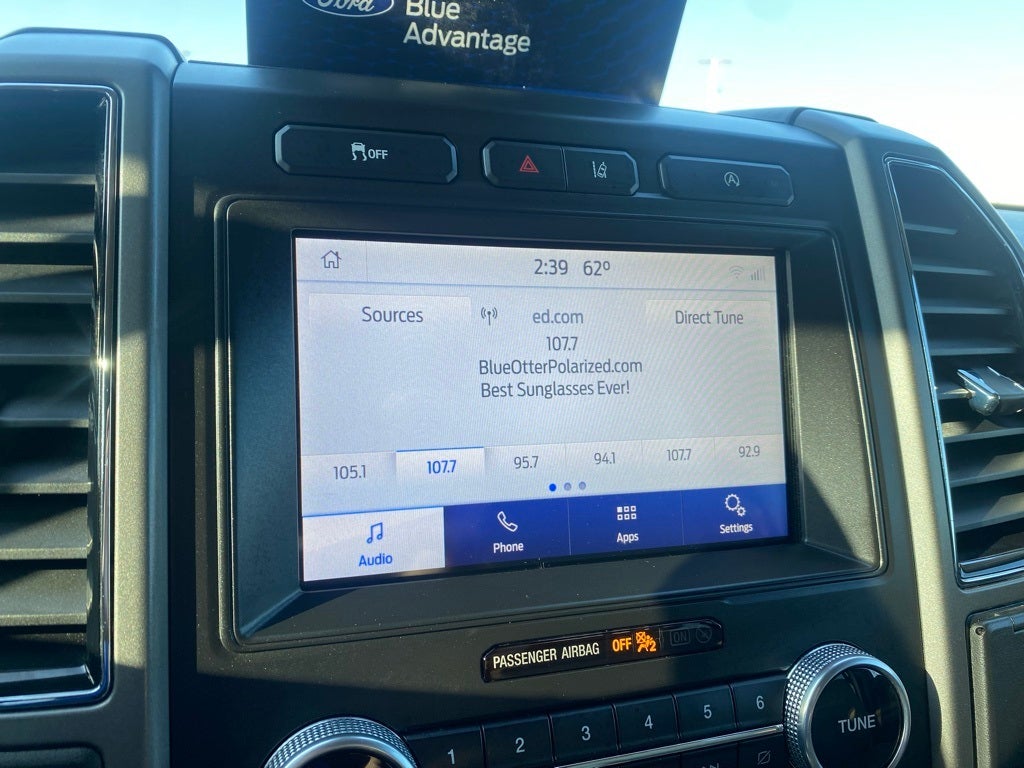 Ford
Blue
Advantage
OFF
2:39 62°
Sources
ed.com
Direct Tune
107.7
BlueOtterPolarized.com
Best Sunglasses Ever!
105.1 107.7 95.7 94.1 107.7 92.9
Audio Phone Apps Settings
PASSENGER AIRBAG OFF 2 ON
1 2 3 4 5 6
TUNE